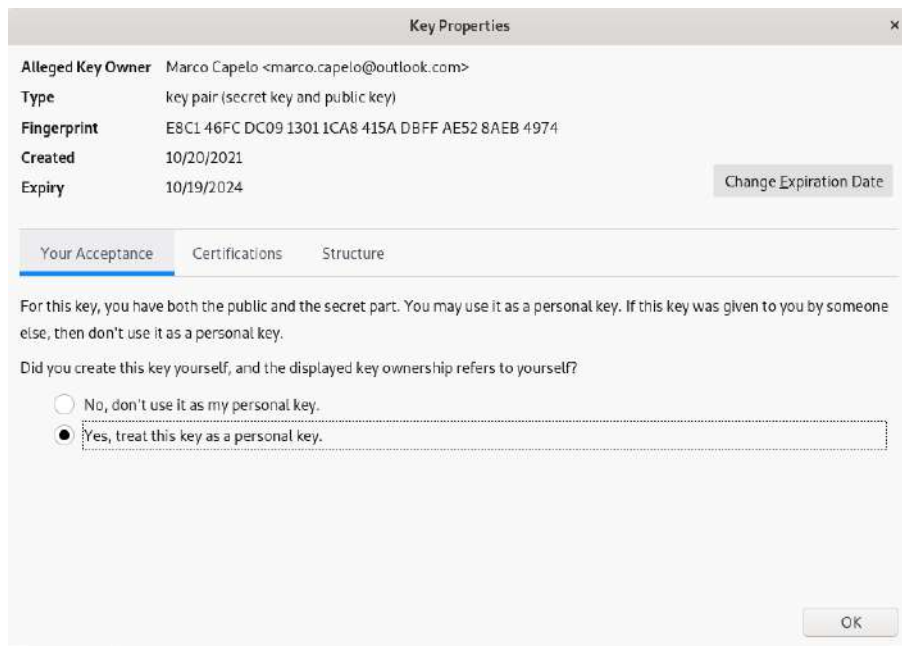 Key Properties ×
Alleged Key Owner Marco Capelo <marco.capelo@outlook.com>
Type key pair (secret key and public key)
Fingerprint E8C1 46FC DC09 1301 1CA8 415A DBFF AE52 8AEB 4974
Created 10/20/2021
Expiry 10/19/2024
Change Expiration Date
Your Acceptance Certifications Structure
For this key, you have both the public and the secret part. You may use it as a personal key. If this key was given to you by someone
else, then don't use it as a personal key.
Did you create this key yourself, and the displayed key ownership refers to yourself?
No, don't use it as my personal key.
Yes, treat this key as a personal key.
OK